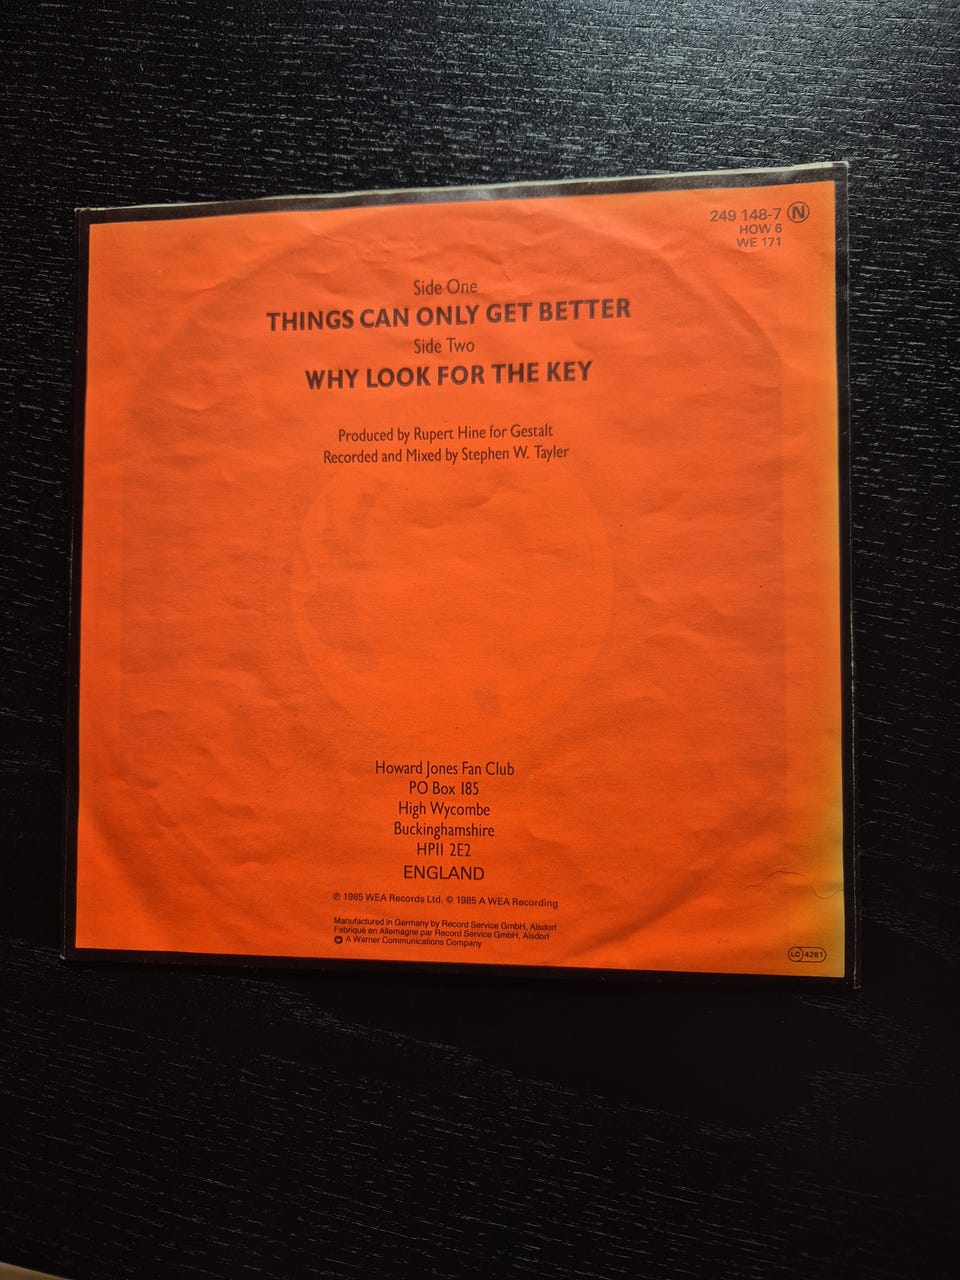 249 148-7 N
HOW 6
WE 171
Side One
THINGS CAN ONLY GET BETTER
Side Two
WHY LOOK FOR THE KEY
Produced by Rupert Hine for Gestalt
Recorded and Mixed by Stephen W. Tayler
Howard Jones Fan Club
PO Box 185
High Wycombe
Buckinghamshire
HP11 2E2
ENGLAND
℗ 1985 WEA Records Ltd. © 1985 A WEA Recording
Manufactured in Germany by Record Service GmbH, Alsdorf
Fabriqué en Allemagne par Record Service GmbH, Alsdorf
A Warner Communications Company
LC 4281